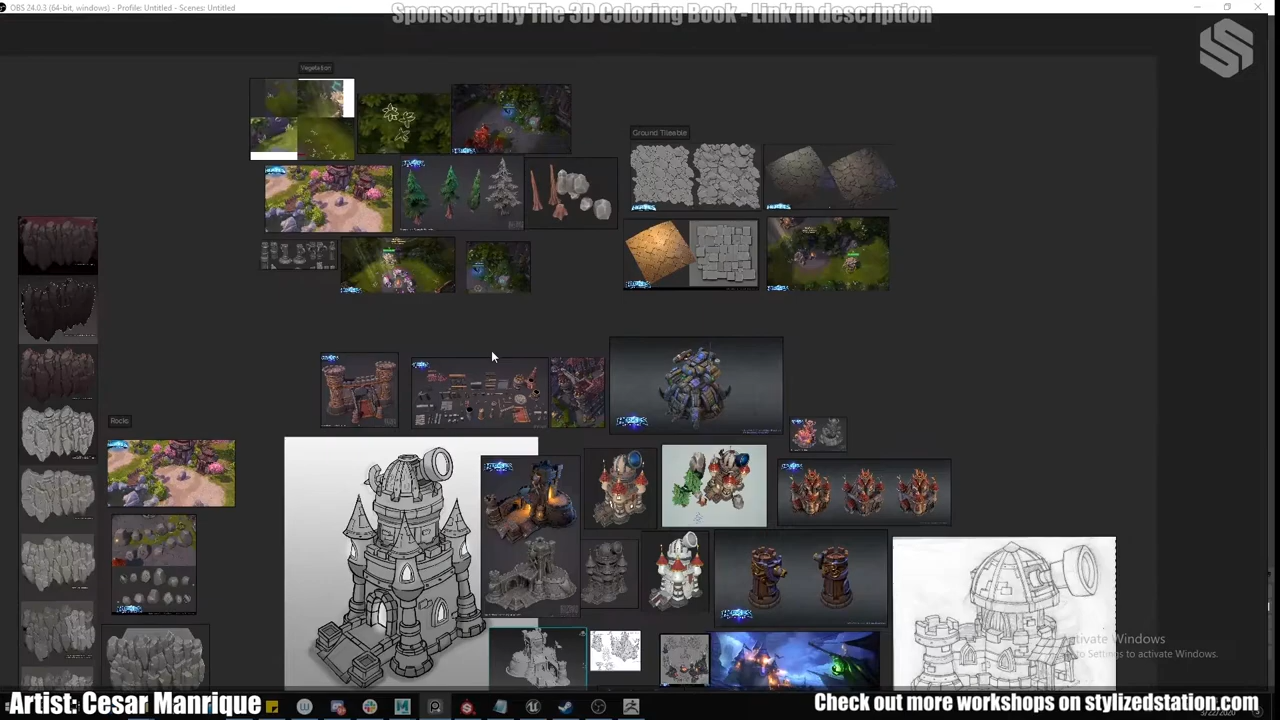 OBS 24.0.3 (64-bit, windows) - Profile: Untitled - Scenes: Untitled
Sponsored by The 3D Coloring Book - Link in description
Vegetation
Ground Tileable
Rocks
Activate Windows
Go to Settings to activate Windows.
Artist: Cesar Manrique
Check out more workshops on stylizedstation.com